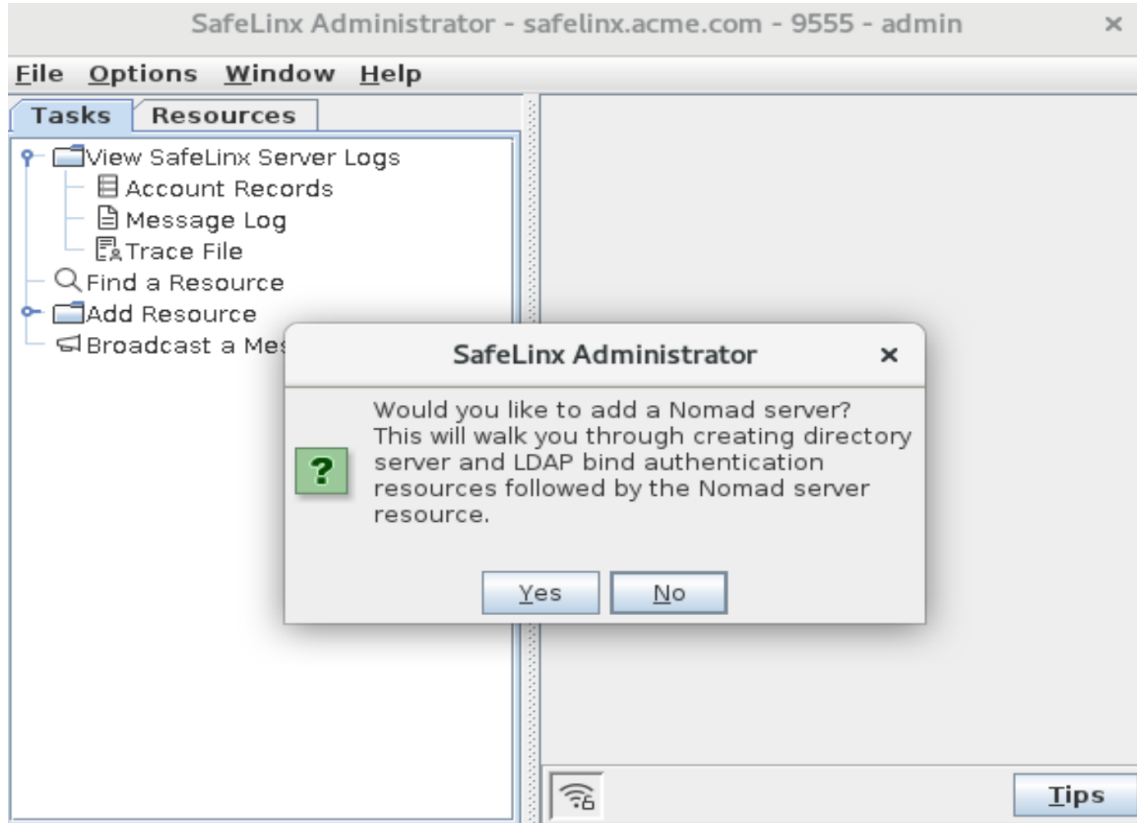 SafeLinx Administrator - safelinx.acme.com - 9555 - admin
File Options Window Help
Tasks Resources
View SafeLinx Server Logs
Account Records
Message Log
Trace File
Find a Resource
Add Resource
Broadcast a Mes
SafeLinx Administrator
Would you like to add a Nomad server?
This will walk you through creating directory
server and LDAP bind authentication
resources followed by the Nomad server
resource.
Yes No
Tips